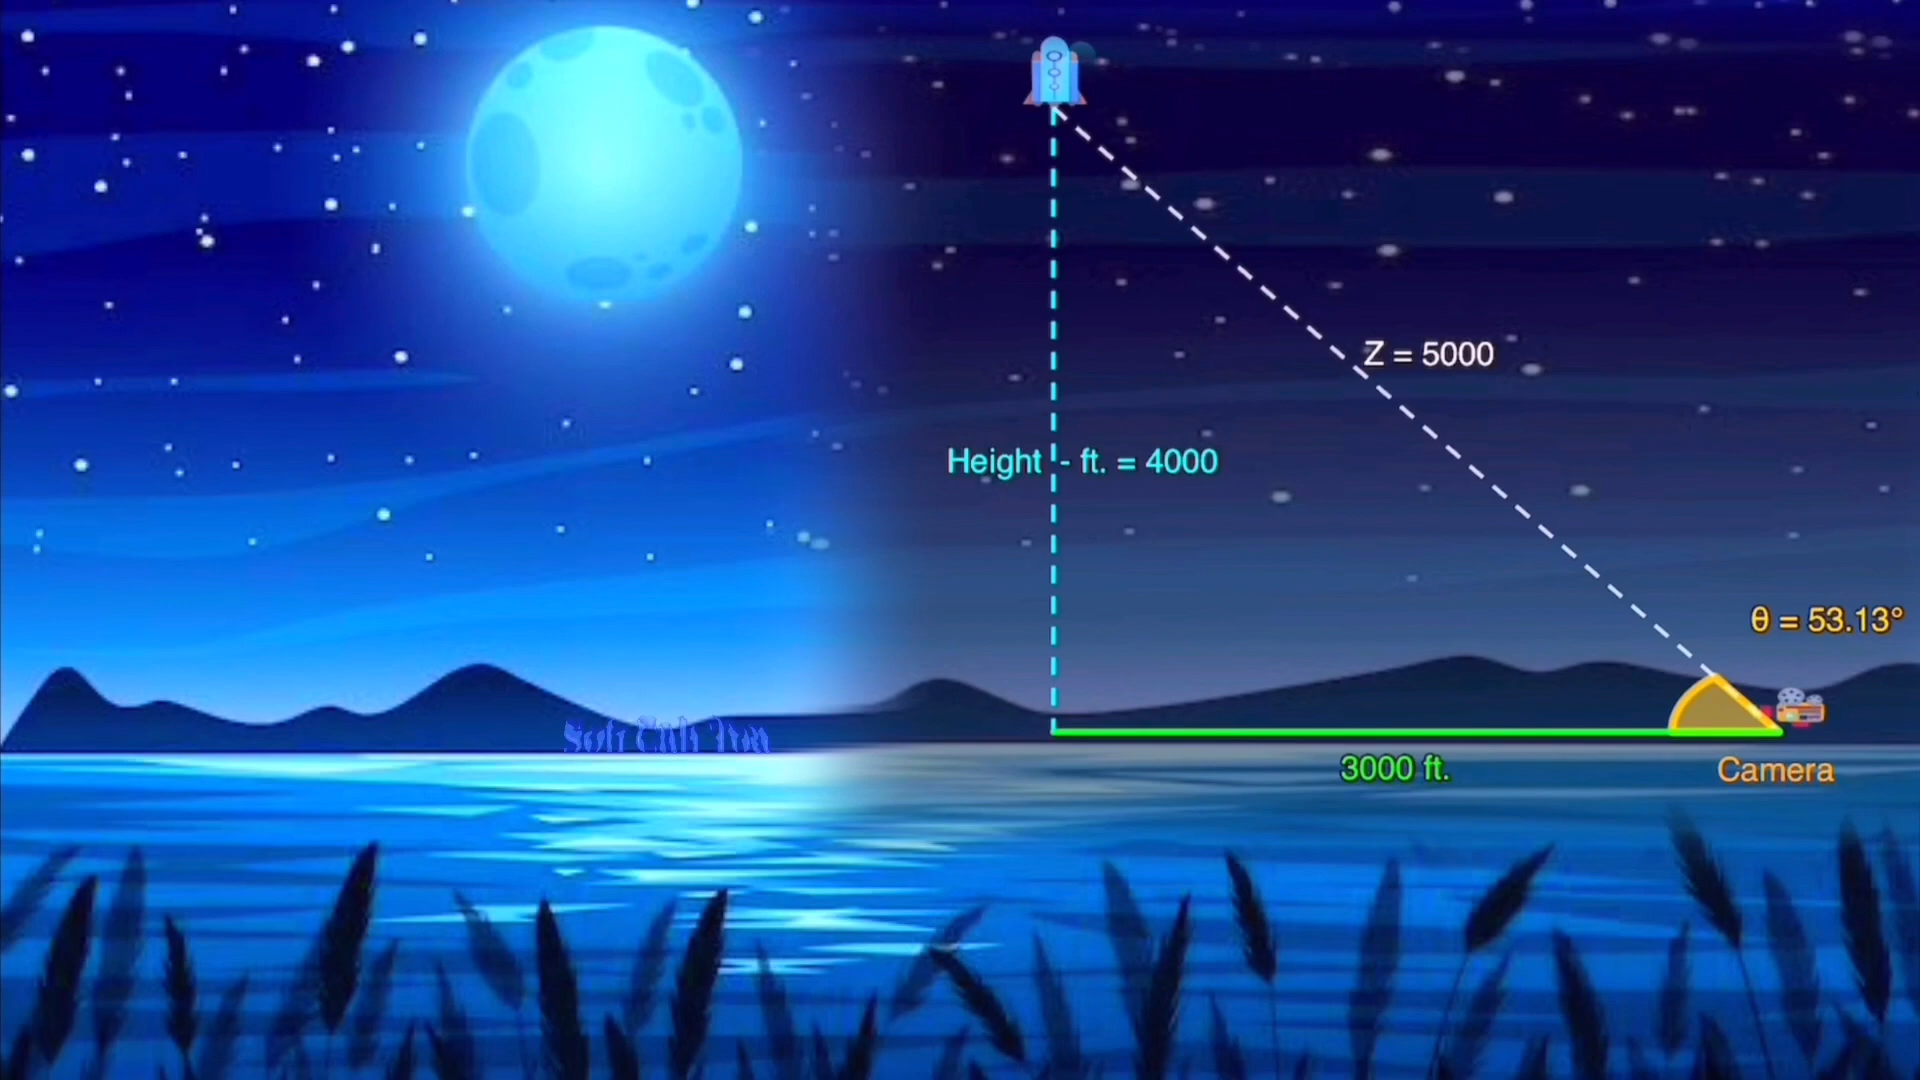 Z = 5000
Height - ft. = 4000
θ = 53.13°
3000 ft.
Camera